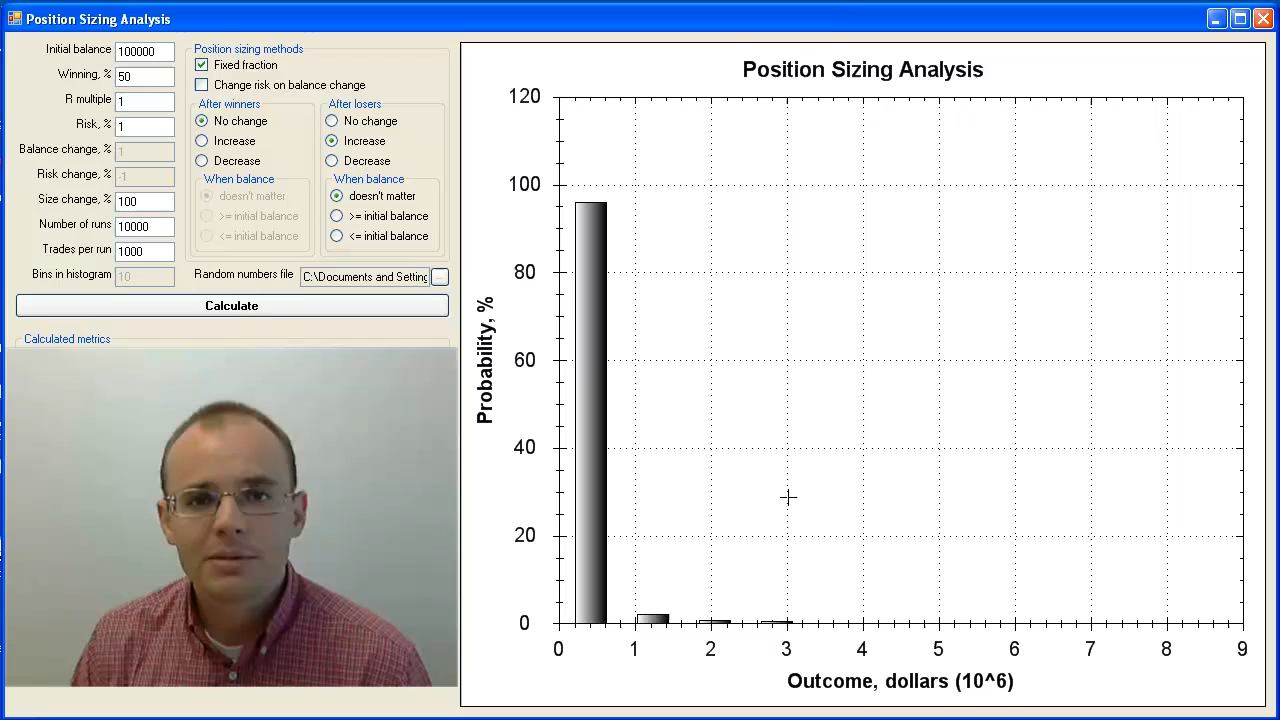 Position Sizing Analysis
Initial balance 100000
Winning, % 50
R multiple 1
Risk, % 1
Balance change, % 1
Risk change, % -1
Size change, % 100
Number of runs 10000
Trades per run 1000
Bins in histogram 10
Position sizing methods
Fixed fraction
Change risk on balance change
After winners
No change
Increase
Decrease
When balance
doesn't matter
>= initial balance
<= initial balance
After losers
No change
Increase
Decrease
When balance
doesn't matter
>= initial balance
<= initial balance
Random numbers file C:\Documents and Setting
...
Calculate
Calculated metrics
Position Sizing Analysis
120
100
80
60
40
20
0
Probability, %
0 1 2 3 4 5 6 7 8 9
Outcome, dollars (10^6)